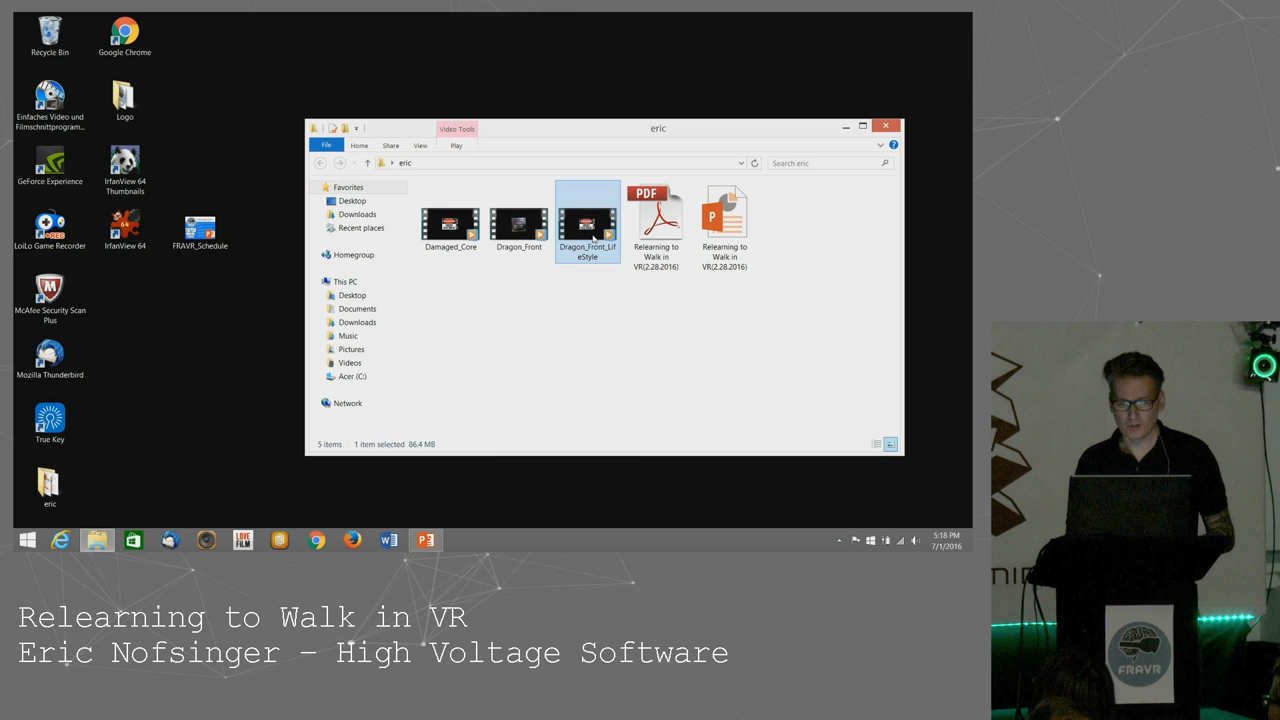 Recycle Bin
Google Chrome
Einfaches Video und
Filmschnittprogram...
Logo
GeForce Experience
IrfanView 64
Thumbnails
LoiLo Game Recorder
IrfanView 64
FRAVR_Schedule
McAfee Security Scan
Plus
Mozilla Thunderbird
True Key
eric
Video Tools
eric
File
Home
Share
View
Play
eric
Search eric
Favorites
Desktop
Downloads
Recent places
Homegroup
This PC
Desktop
Documents
Downloads
Music
Pictures
Videos
Acer (C:)
Network
Damaged_Core
Dragon_Front
Dragon_Front_Lif
eStyle
PDF
Relearning to
Walk in
VR(2.28.2016)
P
Relearning to
Walk in
VR(2.28.2016)
5 items
1 item selected
86.4 MB
LOVE
FILM
5:18 PM
7/1/2016
Relearning to Walk in VR
Eric Nofsinger – High Voltage Software
FRAVR